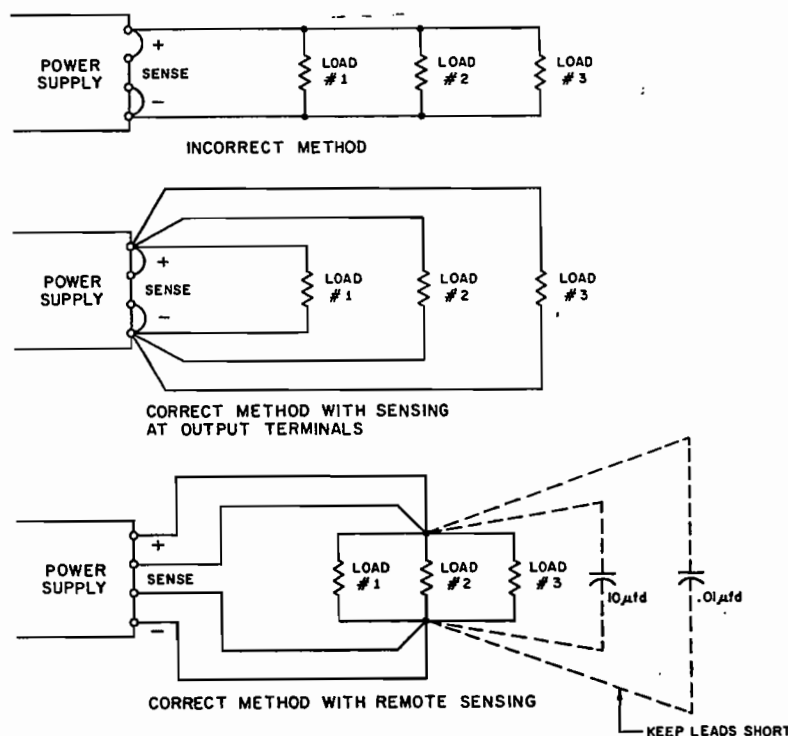 POWER SUPPLY
+
SENSE
−
LOAD #1
LOAD #2
LOAD #3
INCORRECT METHOD
POWER SUPPLY
+
SENSE
−
LOAD #1
LOAD #2
LOAD #3
CORRECT METHOD WITH SENSING
AT OUTPUT TERMINALS
POWER SUPPLY
+
SENSE
−
LOAD #1
LOAD #2
LOAD #3
10µfd
.01µfd
CORRECT METHOD WITH REMOTE SENSING
KEEP LEADS SHORT